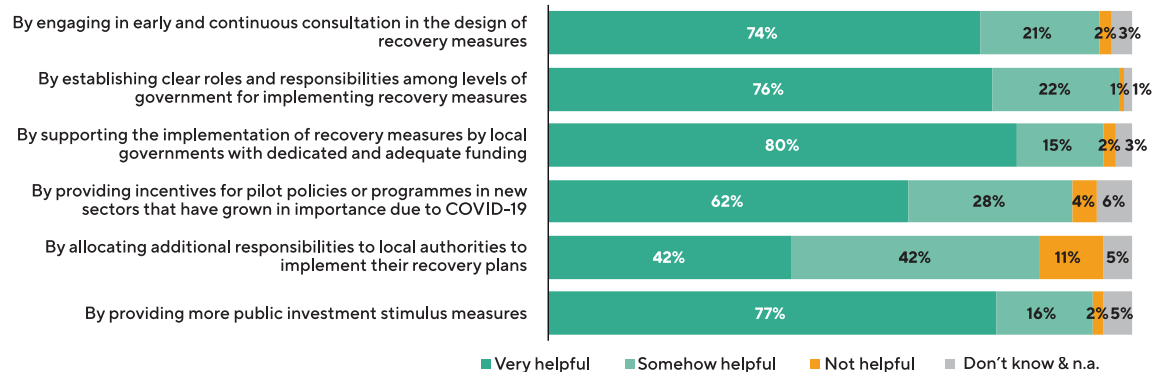 By engaging in early and continuous consultation in the design of
recovery measures
74%
21%
2%
3%
By establishing clear roles and responsibilities among levels of
government for implementing recovery measures
76%
22%
1%
1%
By supporting the implementation of recovery measures by local
governments with dedicated and adequate funding
80%
15%
2%
3%
By providing incentives for pilot policies or programmes in new
sectors that have grown in importance due to COVID-19
62%
28%
4%
6%
By allocating additional responsibilities to local authorities to
implement their recovery plans
42%
42%
11%
5%
By providing more public investment stimulus measures
77%
16%
2%
5%
Very helpful
Somehow helpful
Not helpful
Don't know & n.a.